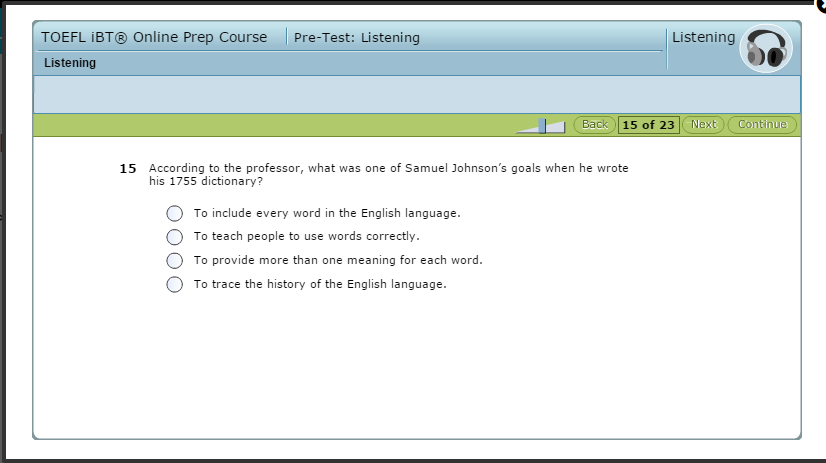 TOEFL iBT® Online Prep Course Pre-Test: Listening Listening
Listening
Back 15 of 23 Next Continue
15 According to the professor, what was one of Samuel Johnson's goals when he wrote
his 1755 dictionary?
To include every word in the English language.
To teach people to use words correctly.
To provide more than one meaning for each word.
To trace the history of the English language.